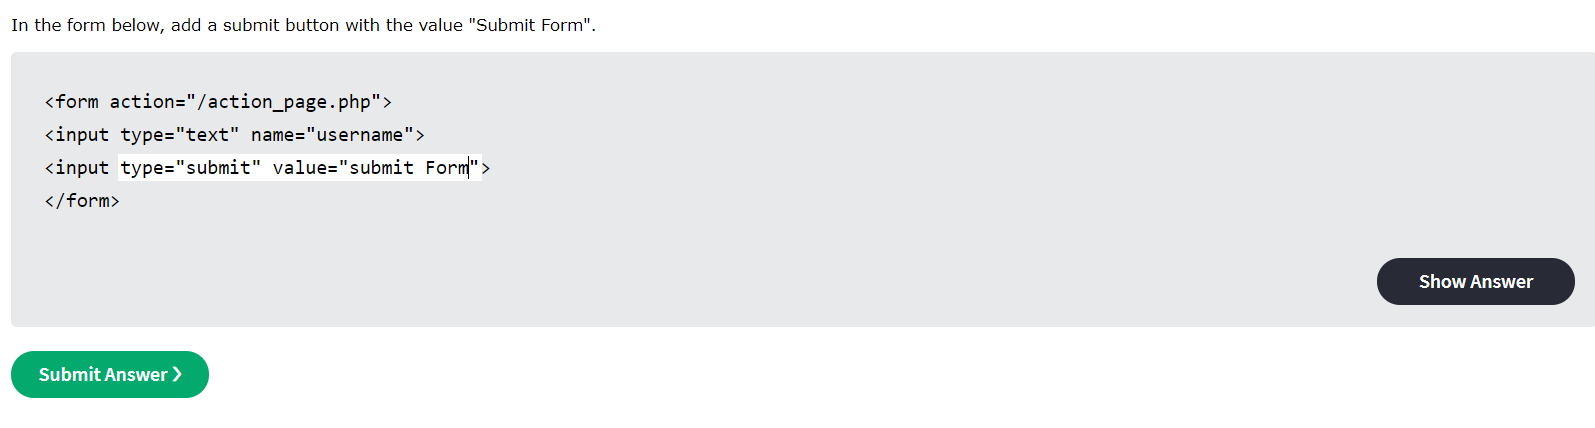 In the form below, add a submit button with the value "Submit Form".
<form action="/action_page.php">
<input type="text" name="username">
<input type="submit" value="submit Form">
</form>
Show Answer
Submit Answer ❯